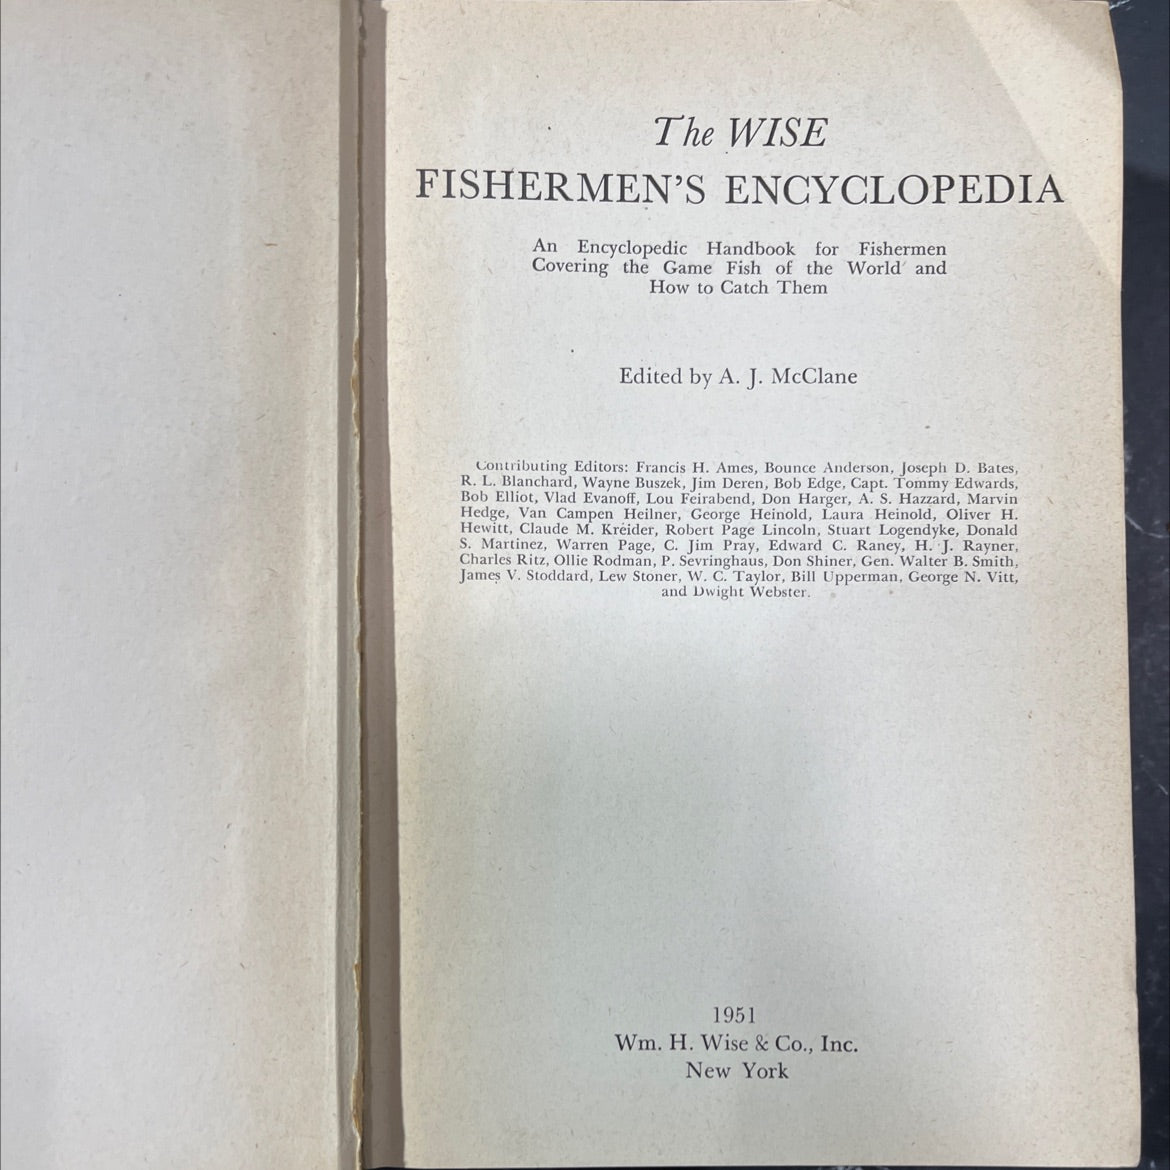 The WISE
FISHERMEN'S ENCYCLOPEDIA
An Encyclopedic Handbook for Fishermen
Covering the Game Fish of the World and
How to Catch Them
Edited by A. J. McClane
Contributing Editors: Francis H. Ames, Bounce Anderson, Joseph D. Bates,
R. L. Blanchard, Wayne Buszek, Jim Deren, Bob Edge, Capt. Tommy Edwards,
Bob Elliot, Vlad Evanoff, Lou Feirabend, Don Harger, A. S. Hazzard, Marvin
Hedge, Van Campen Heilner, George Heinold, Laura Heinold, Oliver H.
Hewitt, Claude M. Kreider, Robert Page Lincoln, Stuart Logendyke, Donald
S. Martinez, Warren Page, C. Jim Pray, Edward C. Raney, H. J. Rayner,
Charles Ritz, Ollie Rodman, P. Sevringhaus, Don Shiner, Gen. Walter B. Smith,
James V. Stoddard, Lew Stoner, W. C. Taylor, Bill Upperman, George N. Vitt,
and Dwight Webster.
1951
Wm. H. Wise & Co., Inc.
New York